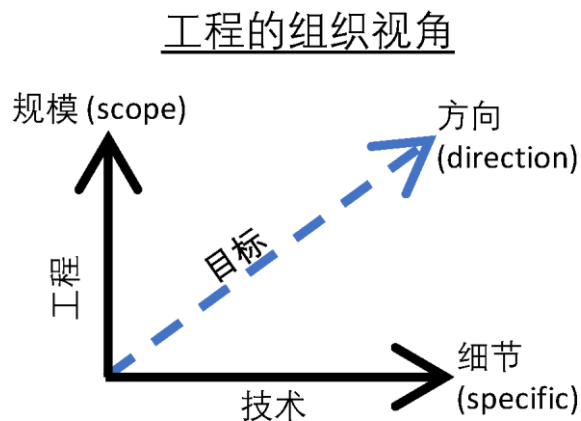 工程的组织视角
规模 (scope)
方向
(direction)
目标
工程
细节
(specific)
技术